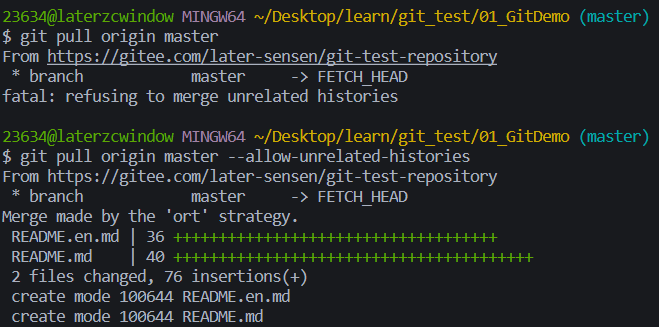 23634@laterzcwindow MINGW64 ~/Desktop/learn/git_test/01_GitDemo (master)
$ git pull origin master
From https://gitee.com/later-sensen/git-test-repository
 * branch            master     -> FETCH_HEAD
fatal: refusing to merge unrelated histories

23634@laterzcwindow MINGW64 ~/Desktop/learn/git_test/01_GitDemo (master)
$ git pull origin master --allow-unrelated-histories
From https://gitee.com/later-sensen/git-test-repository
 * branch            master     -> FETCH_HEAD
Merge made by the 'ort' strategy.
 README.en.md | 36 ++++++++++++++++++++++++++++++++++++
 README.md    | 40 ++++++++++++++++++++++++++++++++++++++++
 2 files changed, 76 insertions(+)
 create mode 100644 README.en.md
 create mode 100644 README.md